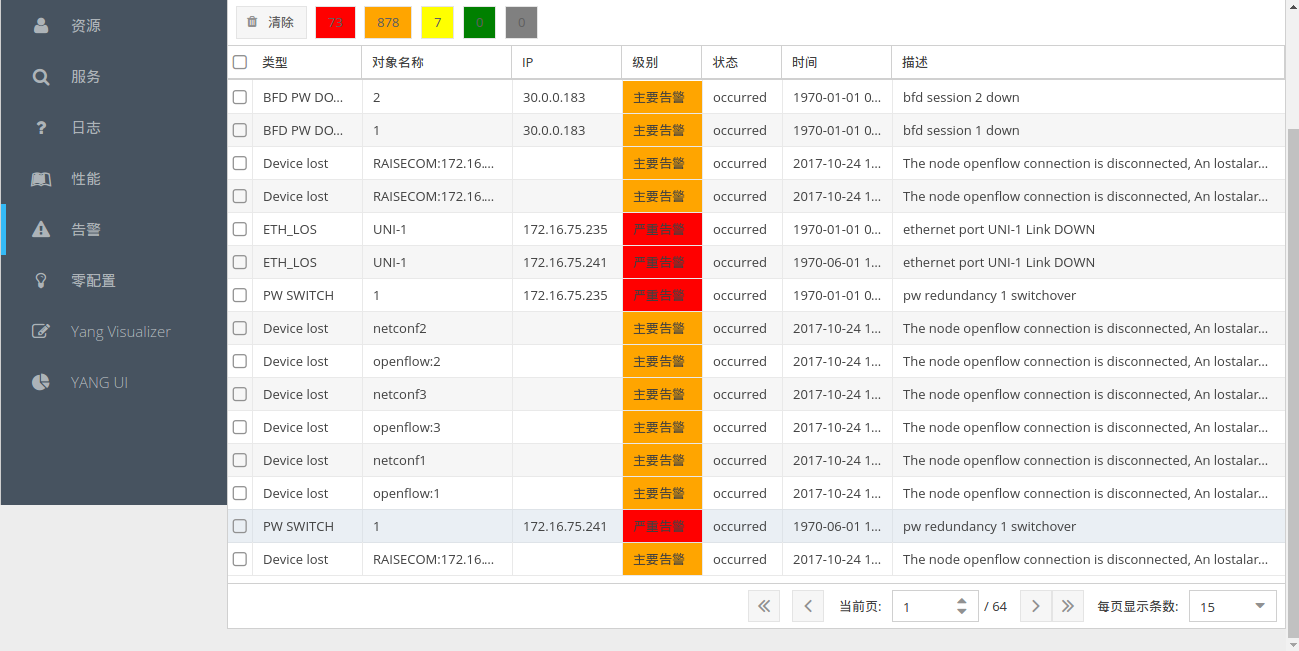 资源
服务
日志
性能
告警
零配置
Yang Visualizer
YANG UI
清除 73 878 7 0 0
类型 对象名称 IP 级别 状态 时间 描述
BFD PW DO... 2 30.0.0.183 主要告警 occurred 1970-01-01 0... bfd session 2 down
BFD PW DO... 1 30.0.0.183 主要告警 occurred 1970-01-01 0... bfd session 1 down
Device lost RAISECOM:172.16.... 主要告警 occurred 2017-10-24 1... The node openflow connection is disconnected, An lostalar...
Device lost RAISECOM:172.16.... 主要告警 occurred 2017-10-24 1... The node openflow connection is disconnected, An lostalar...
ETH_LOS UNI-1 172.16.75.235 严重告警 occurred 1970-01-01 0... ethernet port UNI-1 Link DOWN
ETH_LOS UNI-1 172.16.75.241 严重告警 occurred 1970-06-01 1... ethernet port UNI-1 Link DOWN
PW SWITCH 1 172.16.75.235 严重告警 occurred 1970-01-01 0... pw redundancy 1 switchover
Device lost netconf2 主要告警 occurred 2017-10-24 1... The node openflow connection is disconnected, An lostalar...
Device lost openflow:2 主要告警 occurred 2017-10-24 1... The node openflow connection is disconnected, An lostalar...
Device lost netconf3 主要告警 occurred 2017-10-24 1... The node openflow connection is disconnected, An lostalar...
Device lost openflow:3 主要告警 occurred 2017-10-24 1... The node openflow connection is disconnected, An lostalar...
Device lost netconf1 主要告警 occurred 2017-10-24 1... The node openflow connection is disconnected, An lostalar...
Device lost openflow:1 主要告警 occurred 2017-10-24 1... The node openflow connection is disconnected, An lostalar...
PW SWITCH 1 172.16.75.241 严重告警 occurred 1970-06-01 1... pw redundancy 1 switchover
Device lost RAISECOM:172.16.... 主要告警 occurred 2017-10-24 1... The node openflow connection is disconnected, An lostalar...
当前页: 1 / 64 每页显示条数: 15